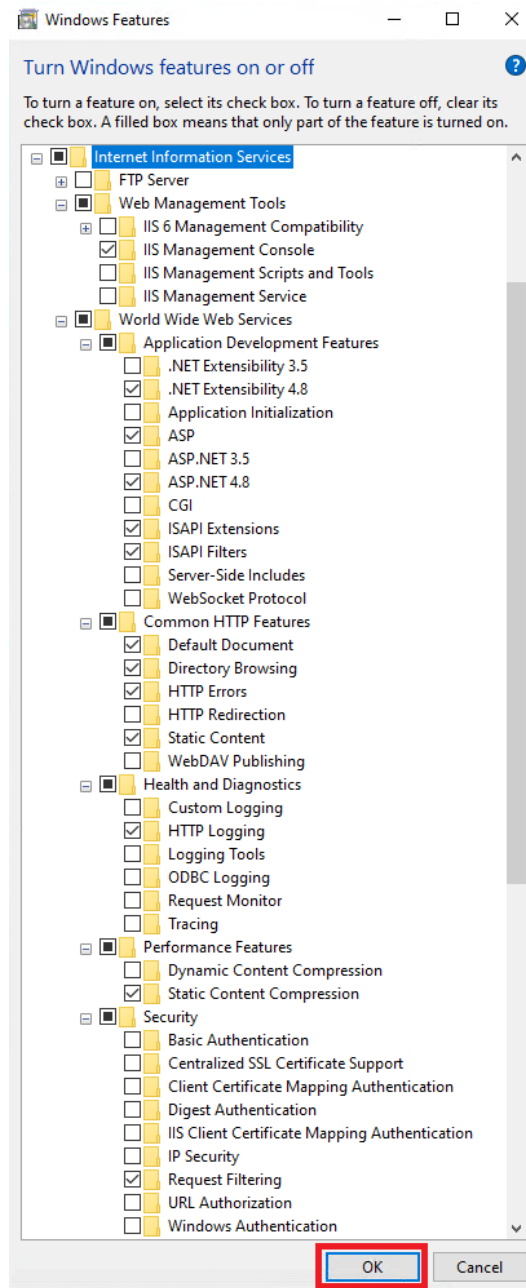 Windows Features
Turn Windows features on or off
?
To turn a feature on, select its check box. To turn a feature off, clear its
check box. A filled box means that only part of the feature is turned on.
Internet Information Services
FTP Server
Web Management Tools
IIS 6 Management Compatibility
IIS Management Console
IIS Management Scripts and Tools
IIS Management Service
World Wide Web Services
Application Development Features
.NET Extensibility 3.5
.NET Extensibility 4.8
Application Initialization
ASP
ASP.NET 3.5
ASP.NET 4.8
CGI
ISAPI Extensions
ISAPI Filters
Server-Side Includes
WebSocket Protocol
Common HTTP Features
Default Document
Directory Browsing
HTTP Errors
HTTP Redirection
Static Content
WebDAV Publishing
Health and Diagnostics
Custom Logging
HTTP Logging
Logging Tools
ODBC Logging
Request Monitor
Tracing
Performance Features
Dynamic Content Compression
Static Content Compression
Security
Basic Authentication
Centralized SSL Certificate Support
Client Certificate Mapping Authentication
Digest Authentication
IIS Client Certificate Mapping Authentication
IP Security
Request Filtering
URL Authorization
Windows Authentication
OK Cancel